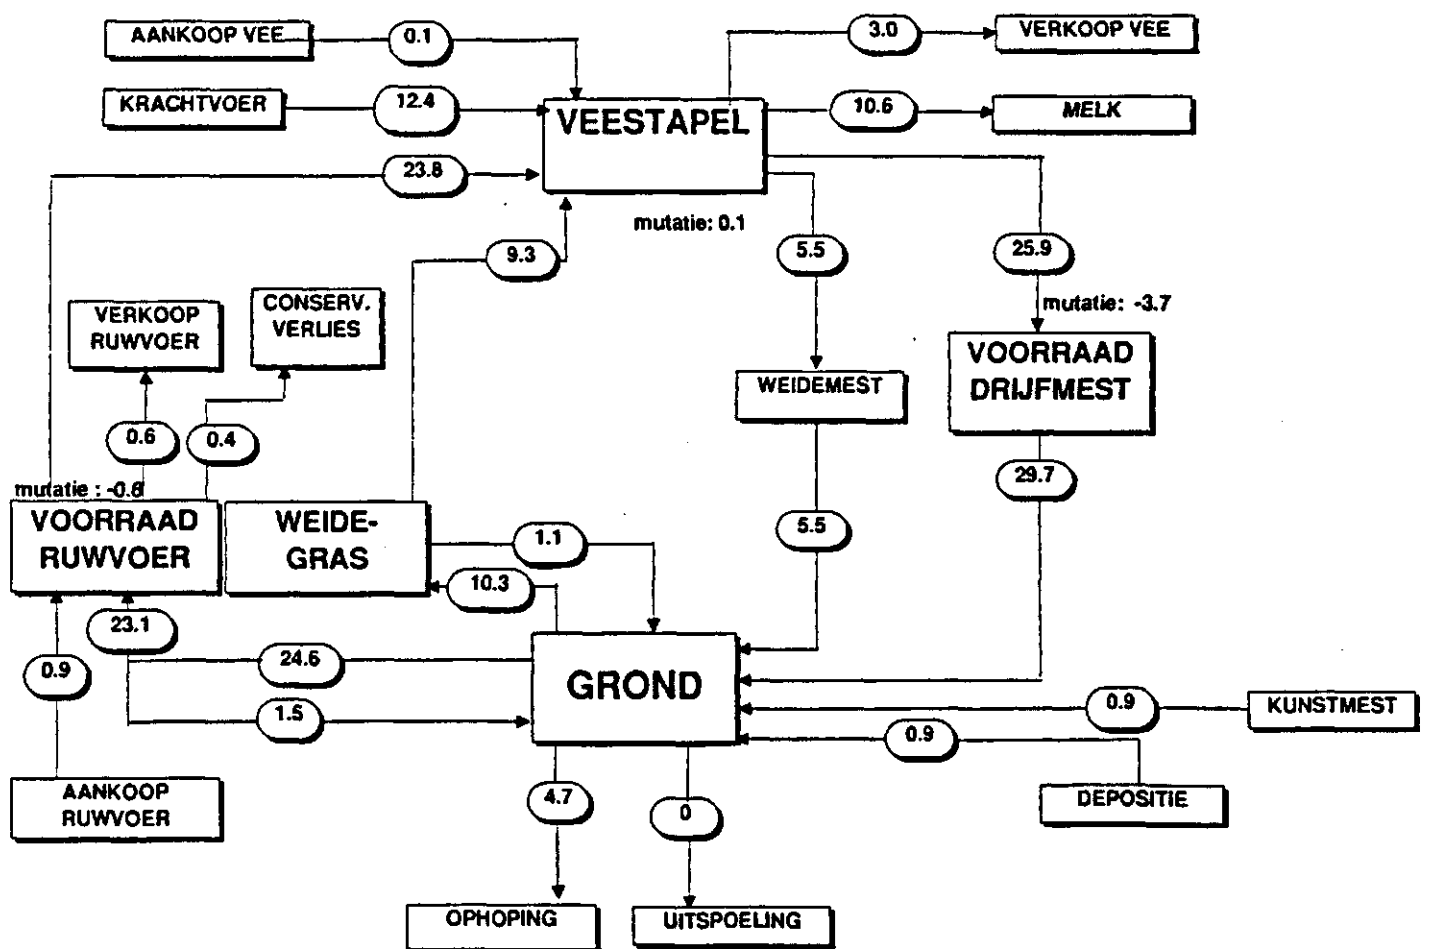 AANKOOP VEE
0.1
3.0
VERKOOP VEE
KRACHTVOER
12.4
VEESTAPEL
10.6
MELK
23.8
mutatie: 0.1
9.3
5.5
25.9
mutatie: -3.7
VERKOOP
RUWVOER
CONSERV.
VERLIES
WEIDEMEST
VOORRAAD
DRIJFMEST
0.6
0.4
29.7
mutatie : -0.8
VOORRAAD
RUWVOER
WEIDE-
GRAS
1.1
5.5
10.3
23.1
0.9
24.6
GROND
1.5
0.9
KUNSTMEST
0.9
AANKOOP
RUWVOER
4.7
0
DEPOSITIE
OPHOPING
UITSPOELING